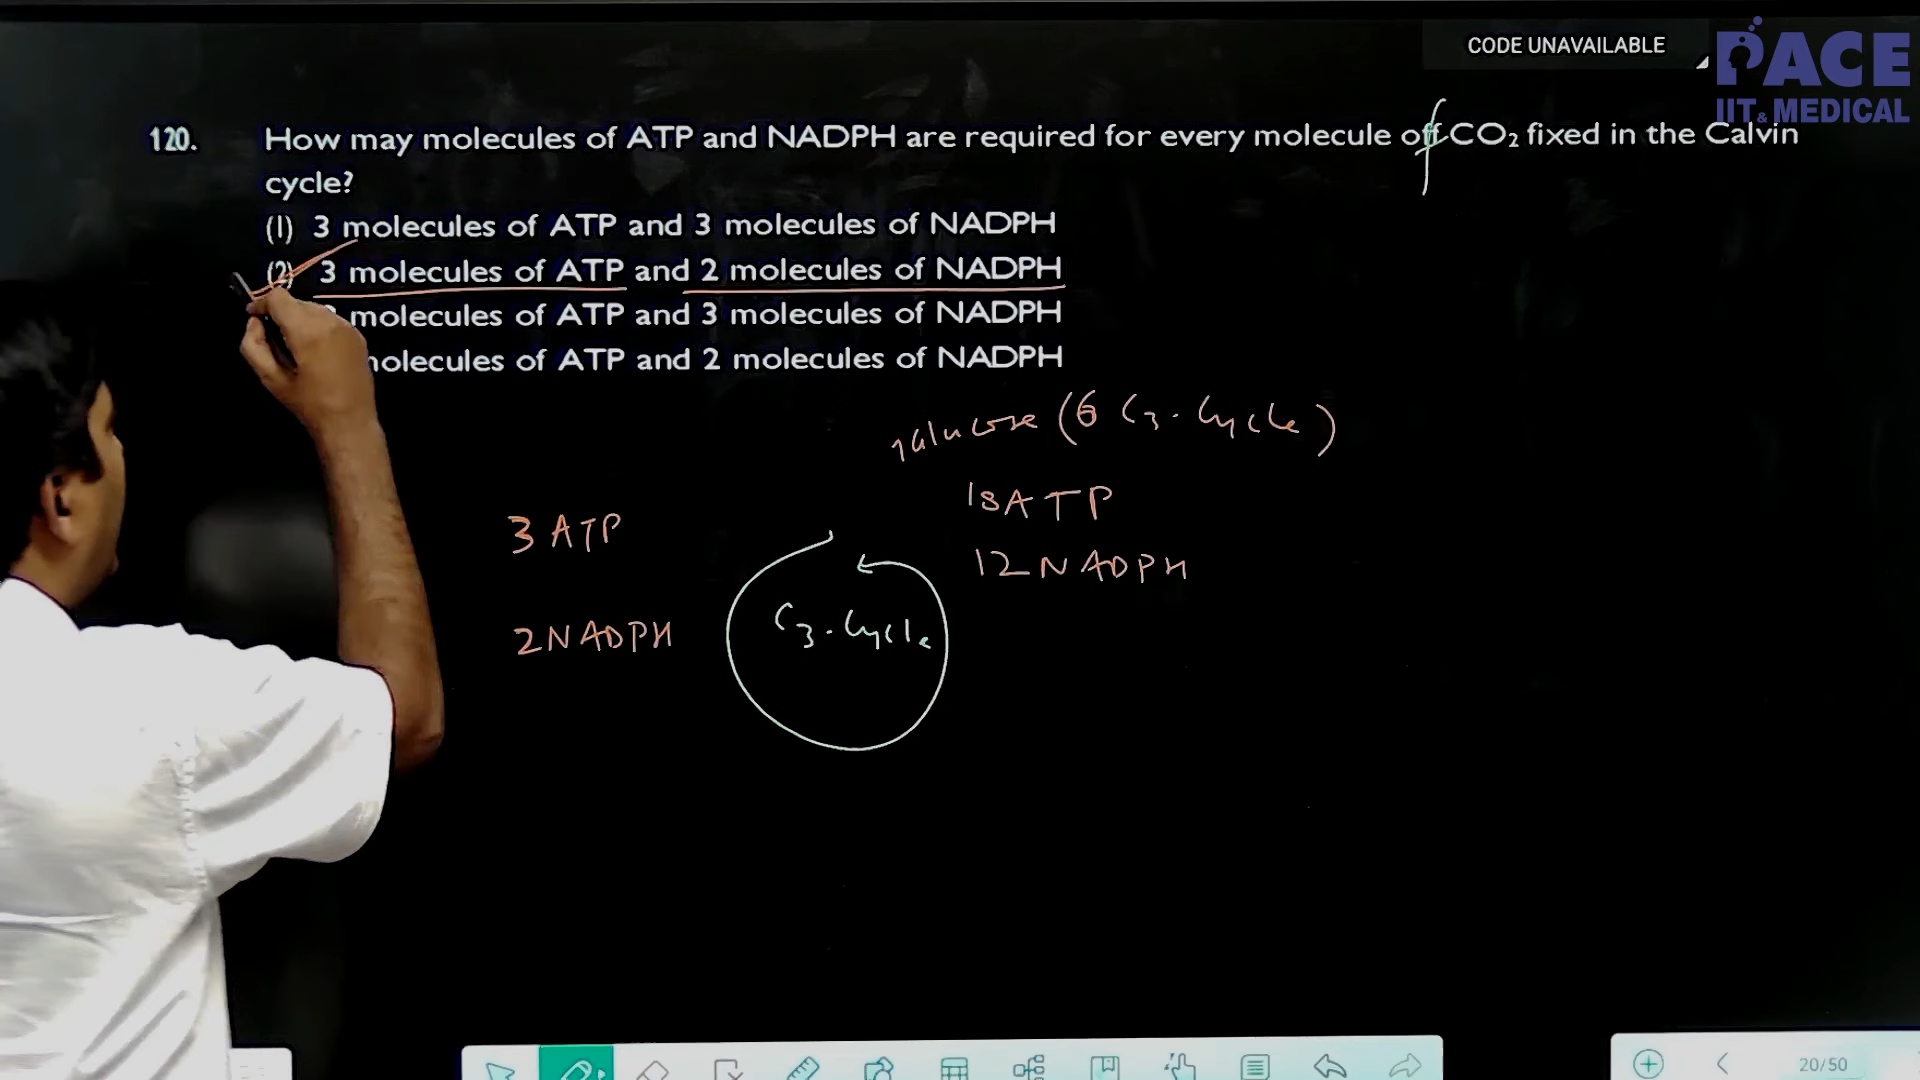 CODE UNAVAILABLE
PACE
IIT & MEDICAL
120. How may molecules of ATP and NADPH are required for every molecule off CO₂ fixed in the Calvin
cycle?
(1) 3 molecules of ATP and 3 molecules of NADPH
(2) 3 molecules of ATP and 2 molecules of NADPH
molecules of ATP and 3 molecules of NADPH
molecules of ATP and 2 molecules of NADPH
(6 C3-Cycle)
18 ATP
3 ATP
12 NADPH
C3-Cycle
2 NADPH
20/50